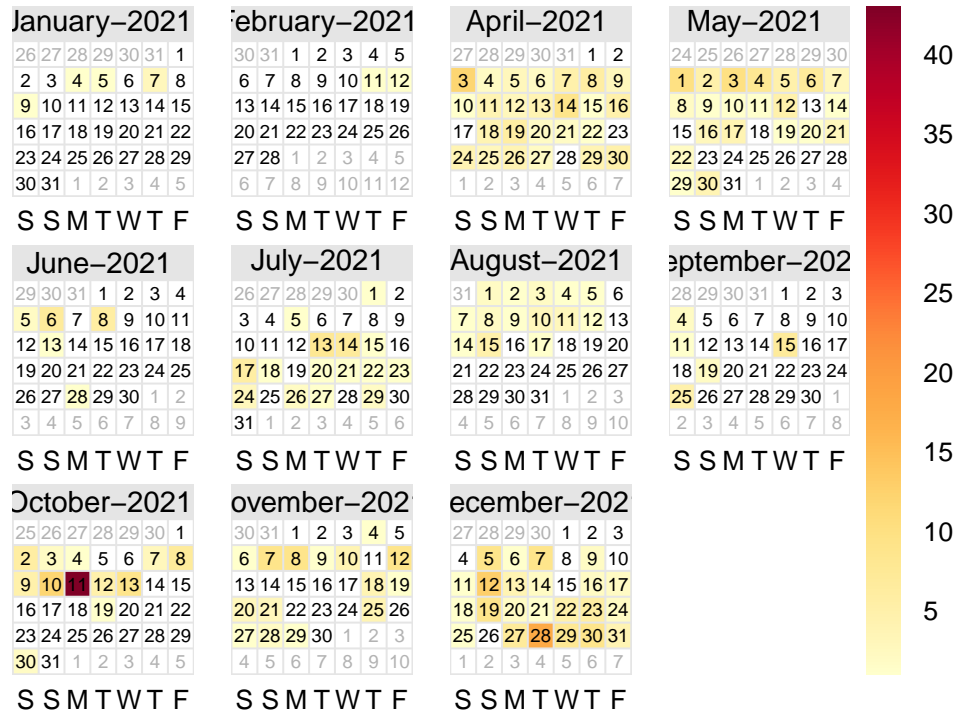 January−2021
26 27 28 29 30 31 1
2 3 4 5 6 7 8
9 10 11 12 13 14 15
16 17 18 19 20 21 22
23 24 25 26 27 28 29
30 31 1 2 3 4 5
S S M T W T F
February−2021
30 31 1 2 3 4 5
6 7 8 9 10 11 12
13 14 15 16 17 18 19
20 21 22 23 24 25 26
27 28 1 2 3 4 5
6 7 8 9 10 11 12
S S M T W T F
April−2021
27 28 29 30 31 1 2
3 4 5 6 7 8 9
10 11 12 13 14 15 16
17 18 19 20 21 22 23
24 25 26 27 28 29 30
1 2 3 4 5 6 7
S S M T W T F
May−2021
24 25 26 27 28 29 30
1 2 3 4 5 6 7
8 9 10 11 12 13 14
15 16 17 18 19 20 21
22 23 24 25 26 27 28
29 30 31 1 2 3 4
S S M T W T F
June−2021
29 30 31 1 2 3 4
5 6 7 8 9 10 11
12 13 14 15 16 17 18
19 20 21 22 23 24 25
26 27 28 29 30 1 2
3 4 5 6 7 8 9
S S M T W T F
July−2021
26 27 28 29 30 1 2
3 4 5 6 7 8 9
10 11 12 13 14 15 16
17 18 19 20 21 22 23
24 25 26 27 28 29 30
31 1 2 3 4 5 6
S S M T W T F
August−2021
31 1 2 3 4 5 6
7 8 9 10 11 12 13
14 15 16 17 18 19 20
21 22 23 24 25 26 27
28 29 30 31 1 2 3
4 5 6 7 8 9 10
S S M T W T F
eptember−202
28 29 30 31 1 2 3
4 5 6 7 8 9 10
11 12 13 14 15 16 17
18 19 20 21 22 23 24
25 26 27 28 29 30 1
2 3 4 5 6 7 8
S S M T W T F
October−2021
25 26 27 28 29 30 1
2 3 4 5 6 7 8
9 10 11 12 13 14 15
16 17 18 19 20 21 22
23 24 25 26 27 28 29
30 31 1 2 3 4 5
S S M T W T F
ovember−202
30 31 1 2 3 4 5
6 7 8 9 10 11 12
13 14 15 16 17 18 19
20 21 22 23 24 25 26
27 28 29 30 1 2 3
4 5 6 7 8 9 10
S S M T W T F
ecember−202
27 28 29 30 1 2 3
4 5 6 7 8 9 10
11 12 13 14 15 16 17
18 19 20 21 22 23 24
25 26 27 28 29 30 31
1 2 3 4 5 6 7
S S M T W T F
40
35
30
25
20
15
10
5